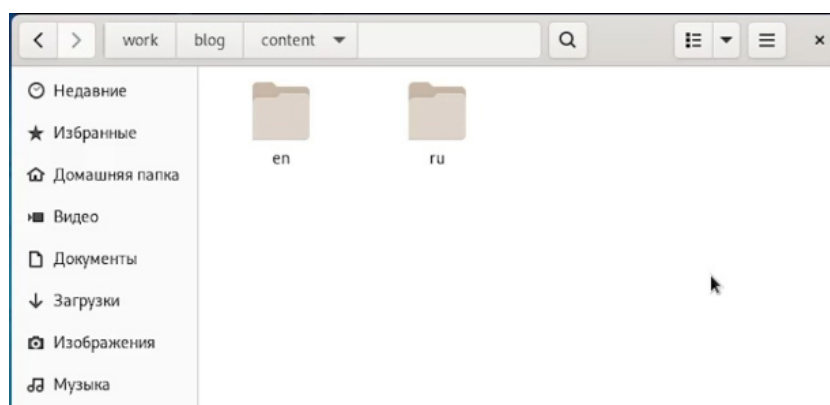 work blog content
Недавние
Избранные
Домашняя папка
Видео
Документы
Загрузки
Изображения
Музыка
en ru